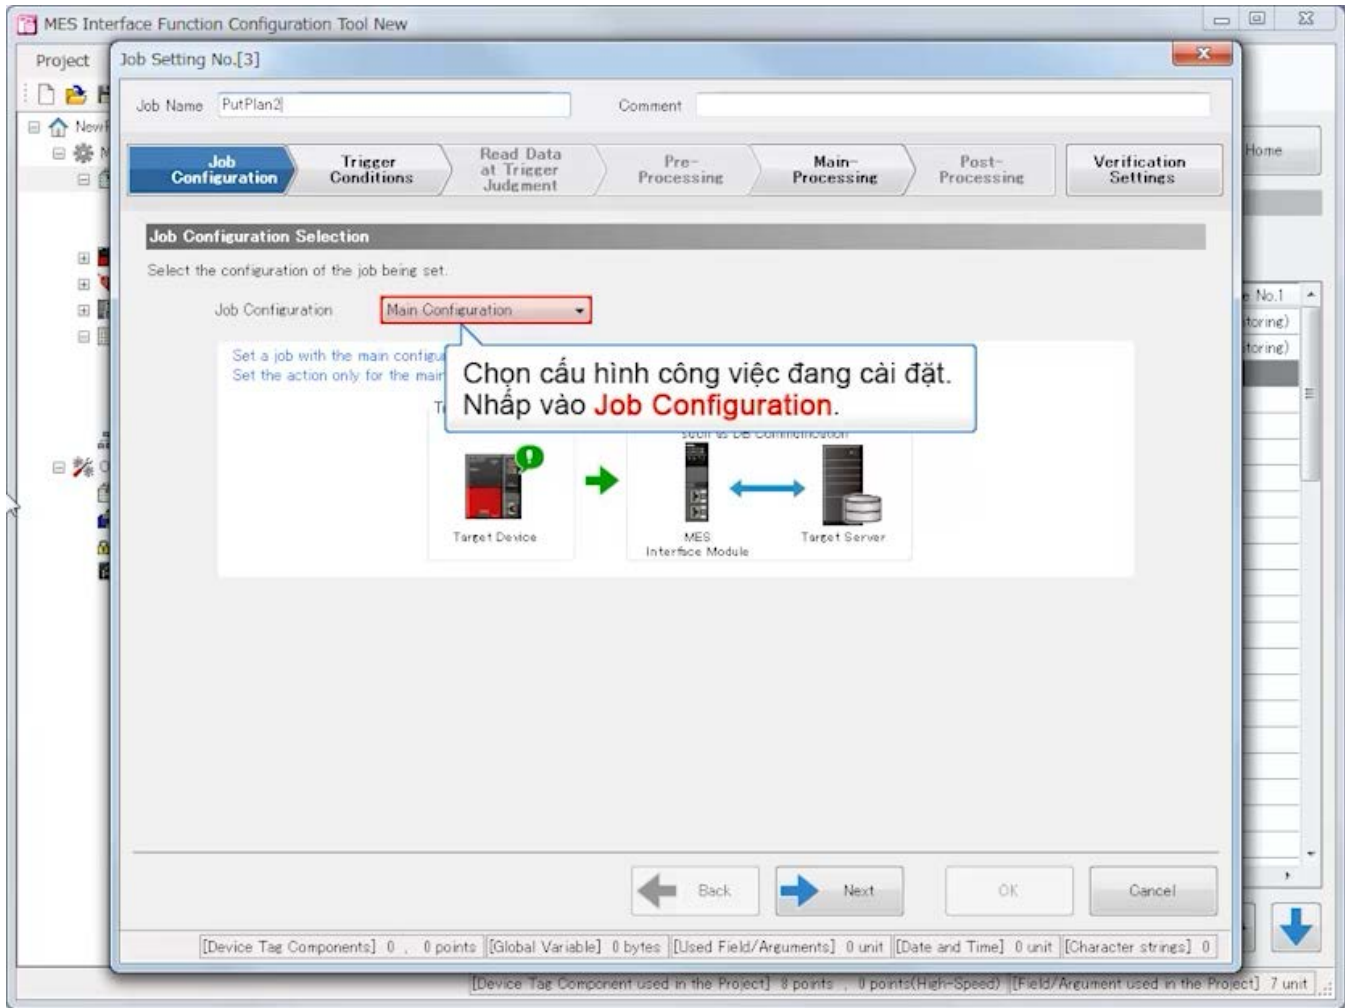 MES Interface Function Configuration Tool New
Project
Job Setting No.[3]
Job Name PutPlan2 Comment
Home
Job Configuration
Trigger Conditions
Read Data at Trigger Judgment
Pre-Processing
Main-Processing
Post-Processing
Verification Settings
Job Configuration Selection
Select the configuration of the job being set.
Job Configuration Main Configuration
Set a job with the main
Set the action only for the
Chọn cấu hình công việc đang cài đặt.
Nhấp vào Job Configuration.
such as DB Communication
Target Device
MES Interface Module
Target Server
No.1
Back Next OK Cancel
[Device Tag Components] 0 , 0 points [Global Variable] 0 bytes [Used Field/Arguments] 0 unit [Date and Time] 0 unit [Character strings] 0
[Device Tag Component used in the Project] 8 points , 0 points(High-Speed) [Field/Argument used in the Project] 7 unit